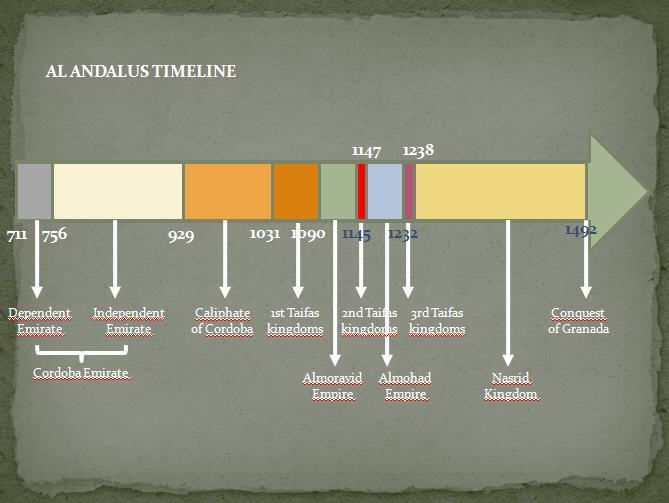 AL ANDALUS TIMELINE
1147 1238
711 756 929 1031 1090 1145 1232 1492
Dependent
Emirate
Independent
Emirate
Caliphate
of Cordoba
1st Taifas
kingdoms
2nd Taifas
kingdoms
3rd Taifas
kingdoms
Conquest
of Granada
Cordoba Emirate
Almoravid
Empire
Almohad
Empire
Nasrid
Kingdom